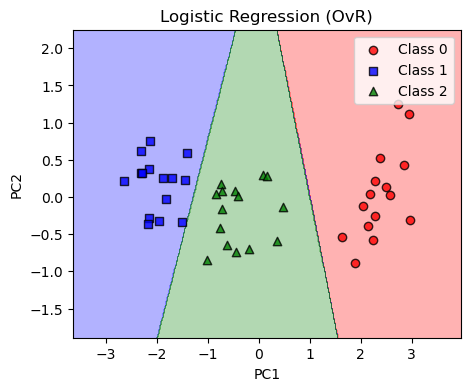 Logistic Regression (OvR)
Class 0
Class 1
Class 2
PC2
2.0
1.5
1.0
0.5
0.0
−0.5
−1.0
−1.5
−3 −2 −1 0 1 2 3
PC1